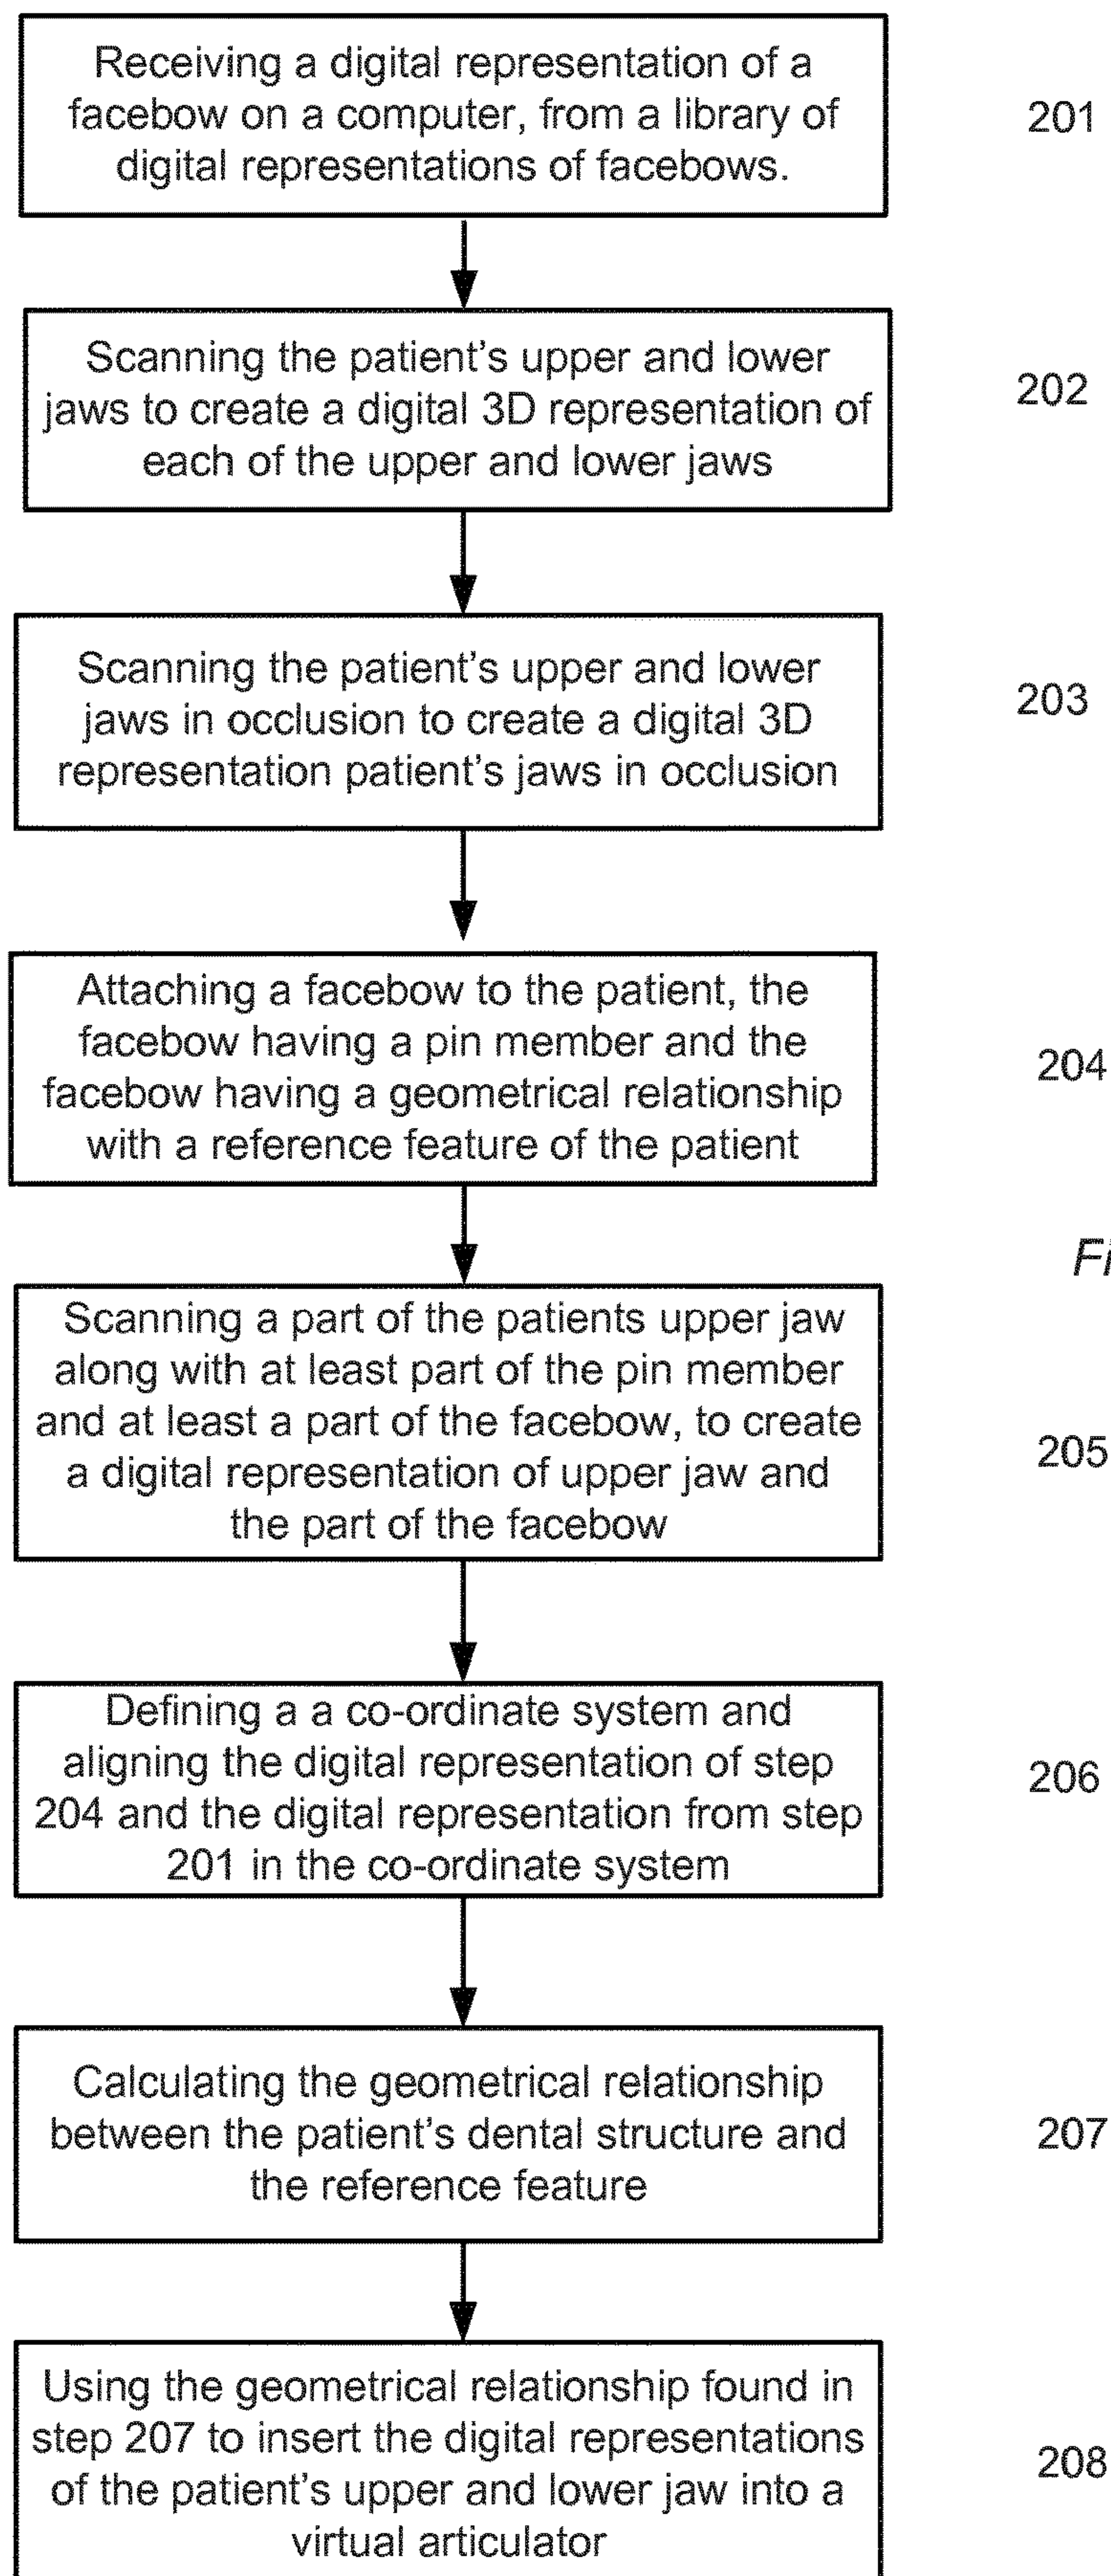 Receiving a digital representation of a
facebow on a computer, from a library of
digital representations of facebows.
201
Scanning the patient's upper and lower
jaws to create a digital 3D representation of
each of the upper and lower jaws
202
Scanning the patient's upper and lower
jaws in occlusion to create a digital 3D
representation patient's jaws in occlusion
203
Attaching a facebow to the patient, the
facebow having a pin member and the
facebow having a geometrical relationship
with a reference feature of the patient
204
Fi
Scanning a part of the patients upper jaw
along with at least part of the pin member
and at least a part of the facebow, to create
a digital representation of upper jaw and
the part of the facebow
205
Defining a a co-ordinate system and
aligning the digital representation of step
204 and the digital representation from step
201 in the co-ordinate system
206
Calculating the geometrical relationship
between the patient's dental structure and
the reference feature
207
Using the geometrical relationship found in
step 207 to insert the digital representations
of the patient's upper and lower jaw into a
virtual articulator
208